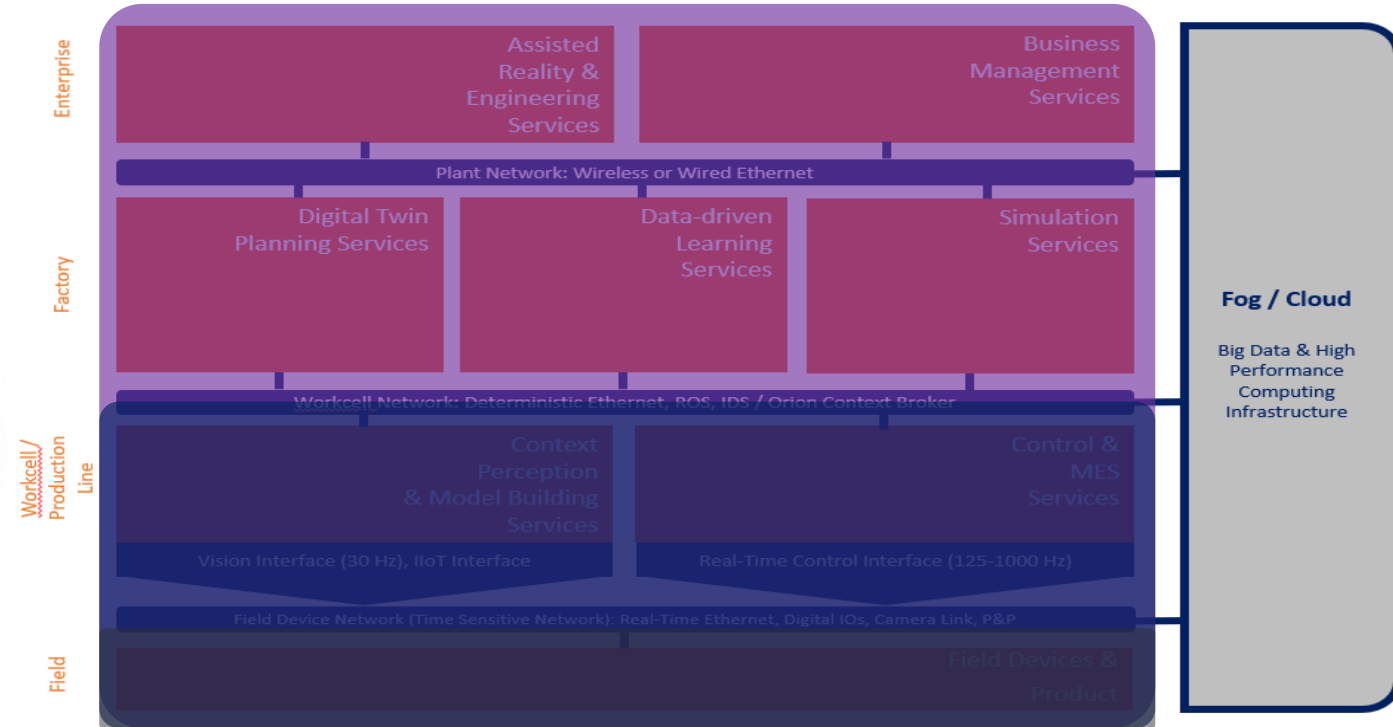 Enterprise
Assisted
Reality &
Engineering
Services
Business
Management
Services
Plant Network: Wireless or Wired Ethernet
Factory
Digital Twin
Planning Services
Data-driven
Learning
Services
Simulation
Services
Workcell Network: Deterministic Ethernet, ROS, IDS / Orion Context Broker
Workcell/
Production
Line
Context
Perception
& Model Building
Services
Control &
MES
Services
Vision Interface (30 Hz), IIoT Interface
Real-Time Control Interface (125-1000 Hz)
Field Device Network (Time Sensitive Network): Real-Time Ethernet, Digital IOs, Camera Link, P&P
Field
Field Devices &
Product
Fog / Cloud
Big Data & High
Performance
Computing
Infrastructure